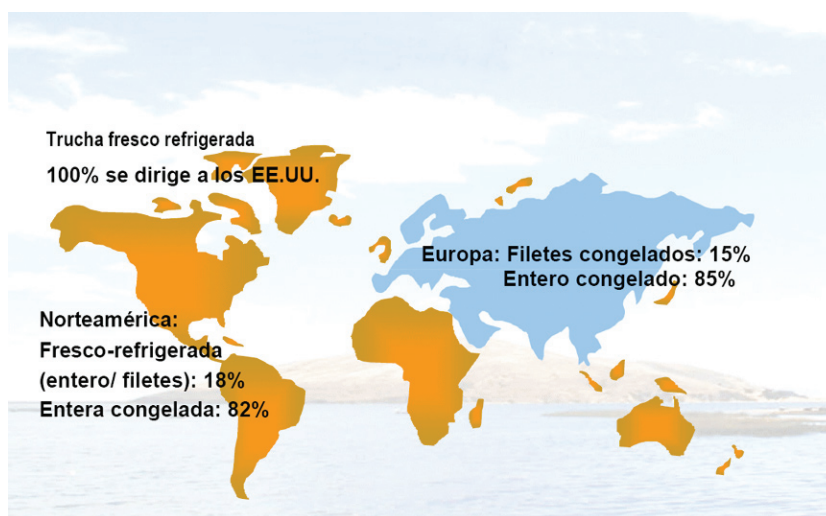 Trucha fresco refrigerada
100% se dirige a los EE.UU.
Europa: Filetes congelados: 15%
Entero congelado: 85%
Norteamérica:
Fresco-refrigerada
(entero/ filetes): 18%
Entera congelada: 82%